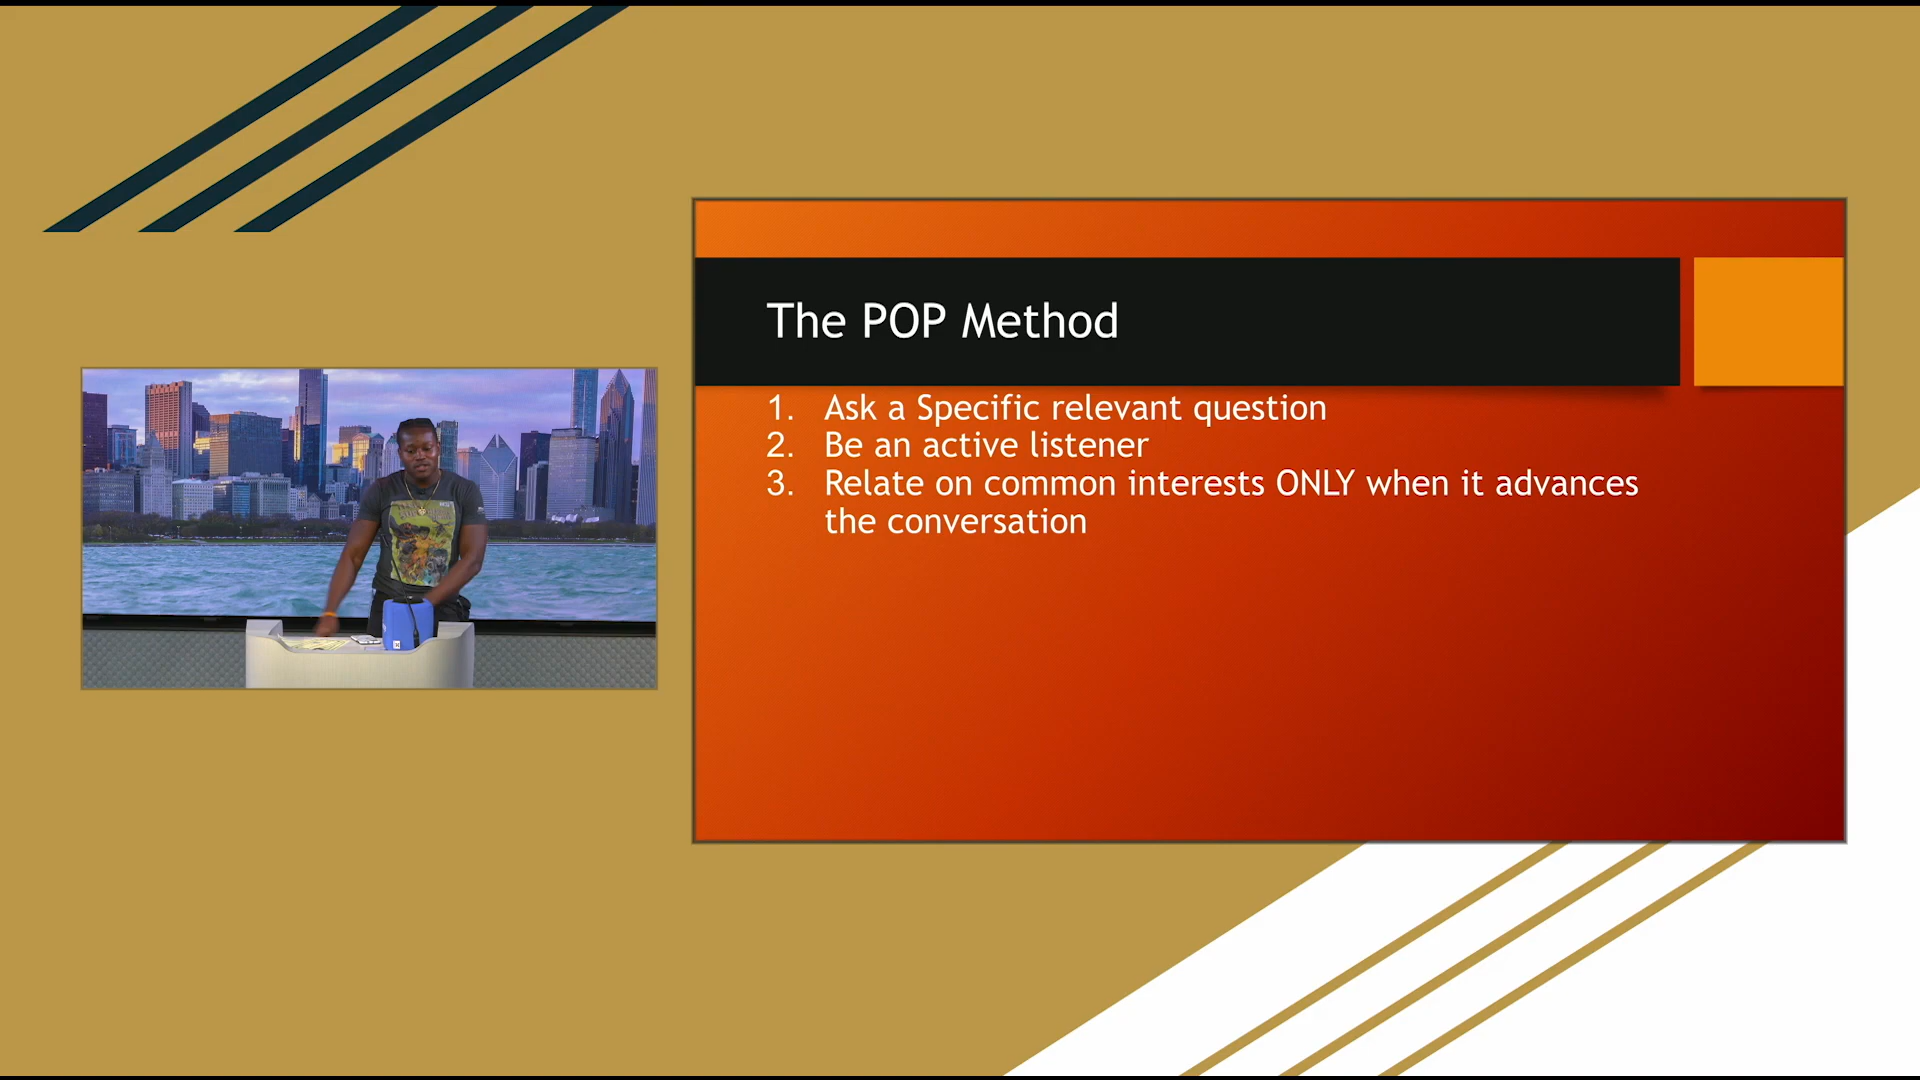 The POP Method
1. Ask a Specific relevant question
2. Be an active listener
3. Relate on common interests ONLY when it advances
the conversation